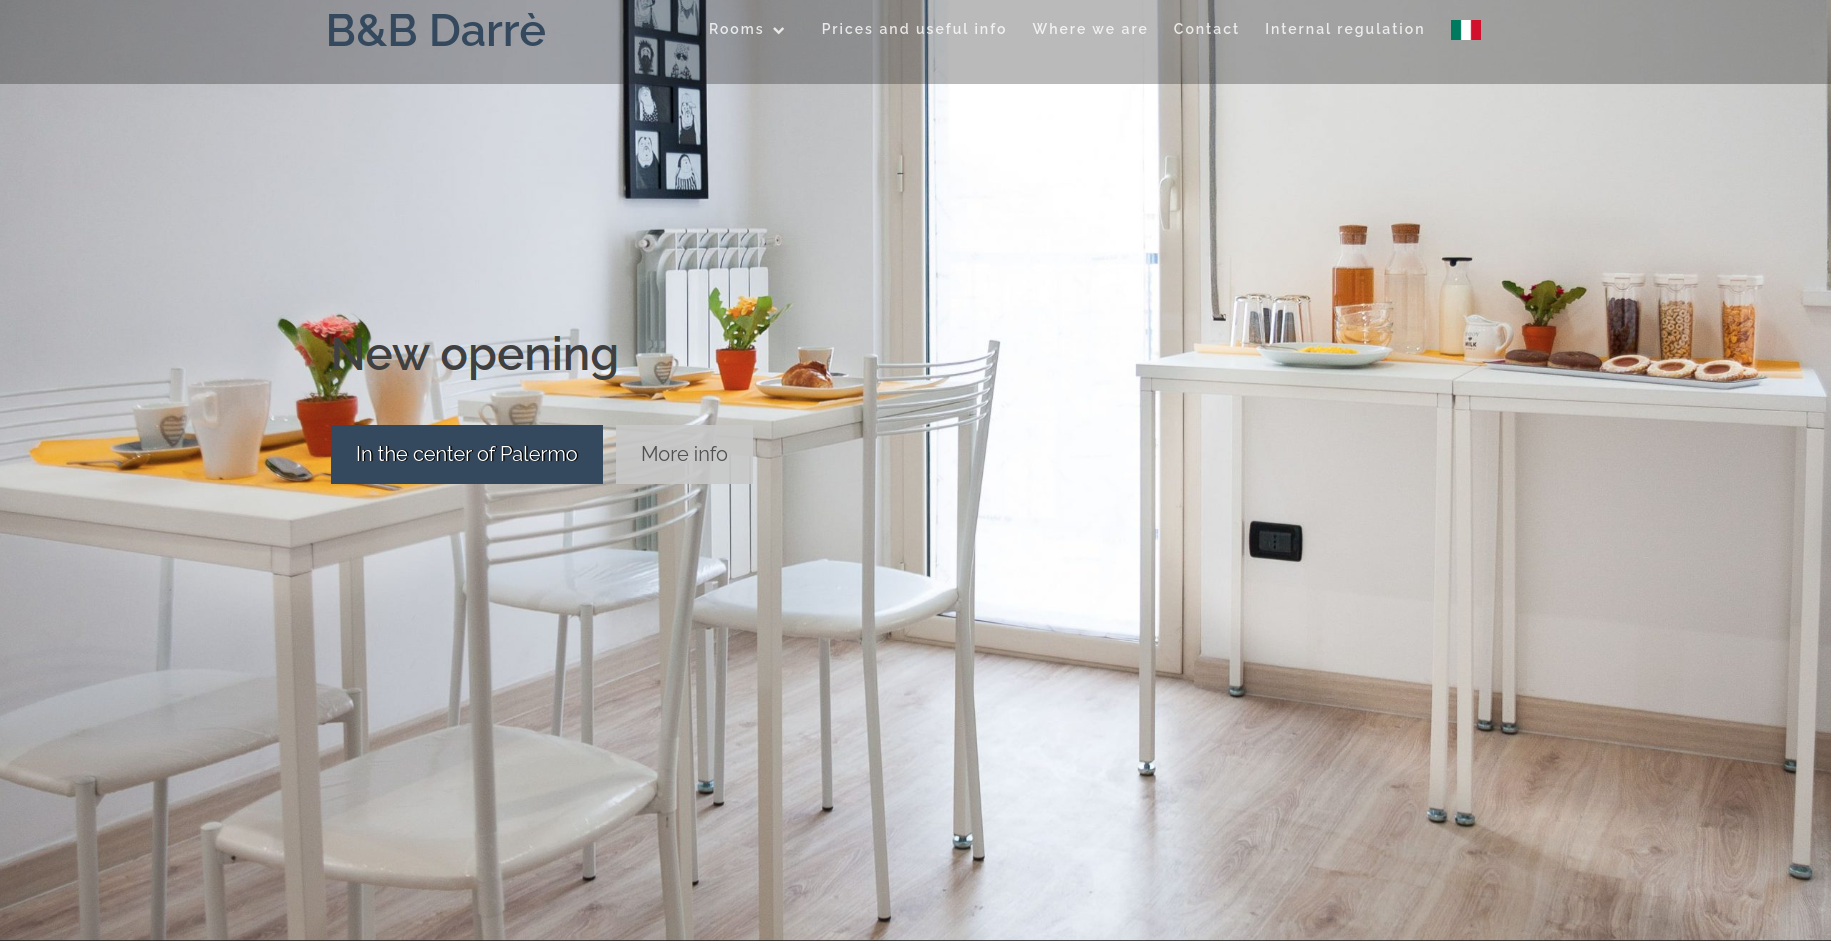 B&B Darrè
Rooms
Prices and useful info
Where we are
Contact
Internal regulation
New opening
In the center of Palermo
More info
MILK